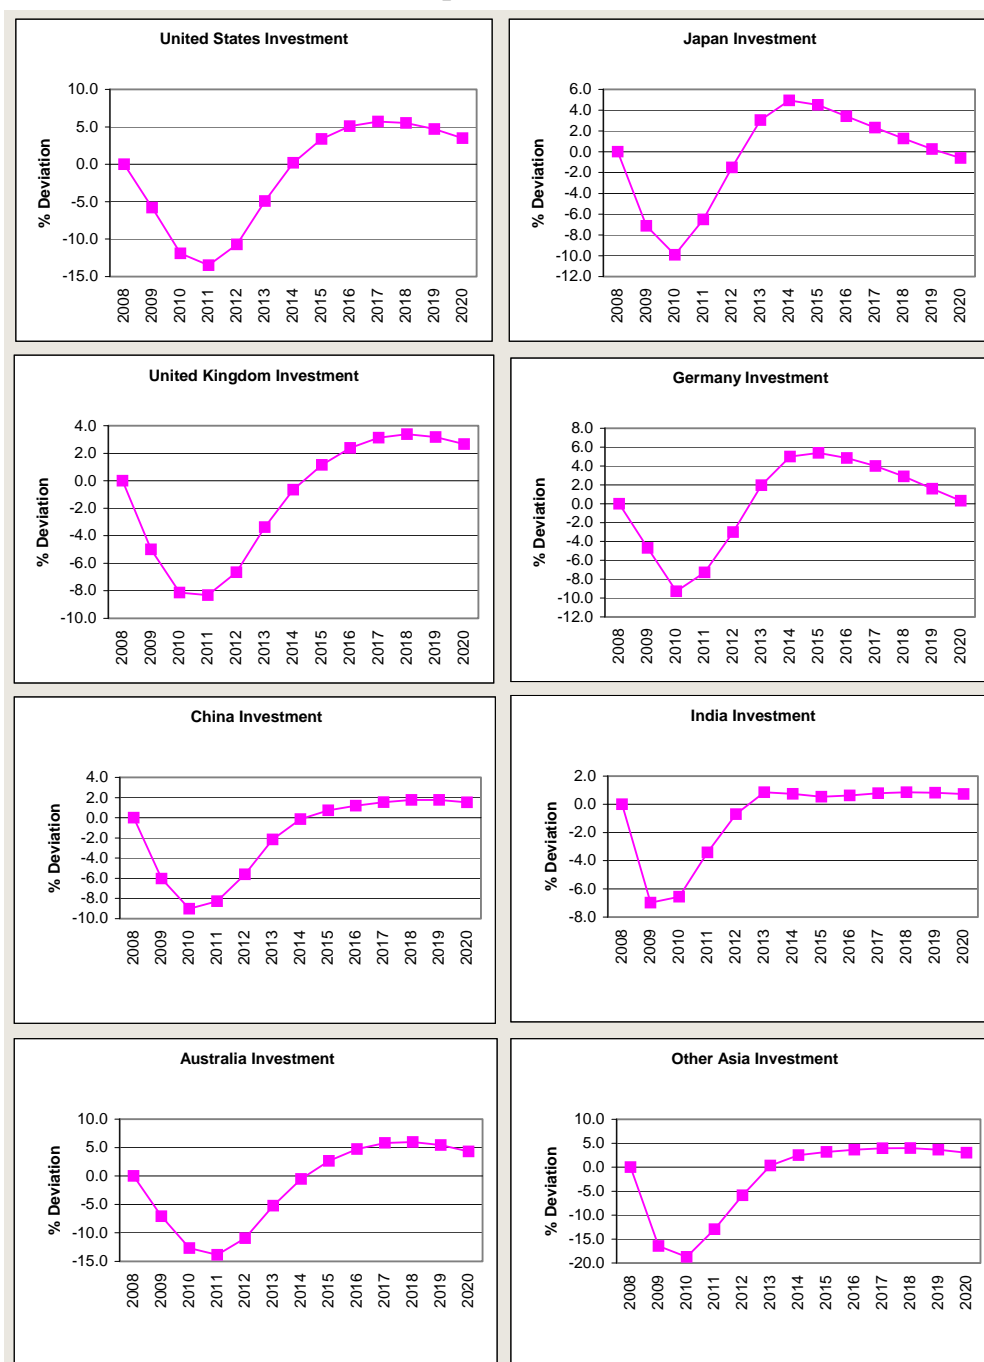 United States Investment
% Deviation
10.0
5.0
0.0
-5.0
-10.0
-15.0
2008 2009 2010 2011 2012 2013 2014 2015 2016 2017 2018 2019 2020
Japan Investment
% Deviation
6.0
4.0
2.0
0.0
-2.0
-4.0
-6.0
-8.0
-10.0
-12.0
2008 2009 2010 2011 2012 2013 2014 2015 2016 2017 2018 2019 2020
United Kingdom Investment
% Deviation
4.0
2.0
0.0
-2.0
-4.0
-6.0
-8.0
-10.0
2008 2009 2010 2011 2012 2013 2014 2015 2016 2017 2018 2019 2020
Germany Investment
% Deviation
8.0
6.0
4.0
2.0
0.0
-2.0
-4.0
-6.0
-8.0
-10.0
-12.0
2008 2009 2010 2011 2012 2013 2014 2015 2016 2017 2018 2019 2020
China Investment
% Deviation
4.0
2.0
0.0
-2.0
-4.0
-6.0
-8.0
-10.0
2008 2009 2010 2011 2012 2013 2014 2015 2016 2017 2018 2019 2020
India Investment
% Deviation
2.0
0.0
-2.0
-4.0
-6.0
-8.0
2008 2009 2010 2011 2012 2013 2014 2015 2016 2017 2018 2019 2020
Australia Investment
% Deviation
10.0
5.0
0.0
-5.0
-10.0
-15.0
2008 2009 2010 2011 2012 2013 2014 2015 2016 2017 2018 2019 2020
Other Asia Investment
% Deviation
10.0
5.0
0.0
-5.0
-10.0
-15.0
-20.0
2008 2009 2010 2011 2012 2013 2014 2015 2016 2017 2018 2019 2020